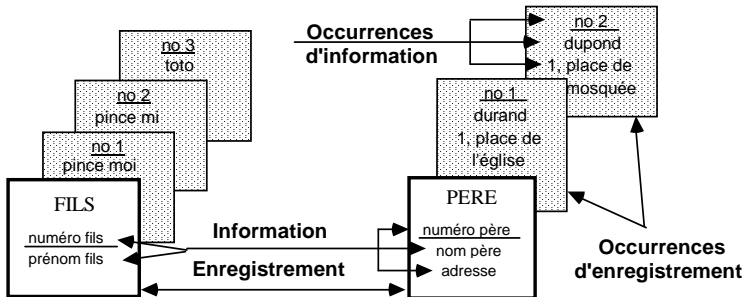 no 3
toto
no 2
pince mi
no 1
pince moi
FILS
numéro fils
prénom fils
Occurrences
d'information
no 2
dupond
1, place de
mosquée
no 1
durand
1, place de
l'église
PERE
numéro père
nom père
adresse
Information
Enregistrement
Occurrences
d'enregistrement